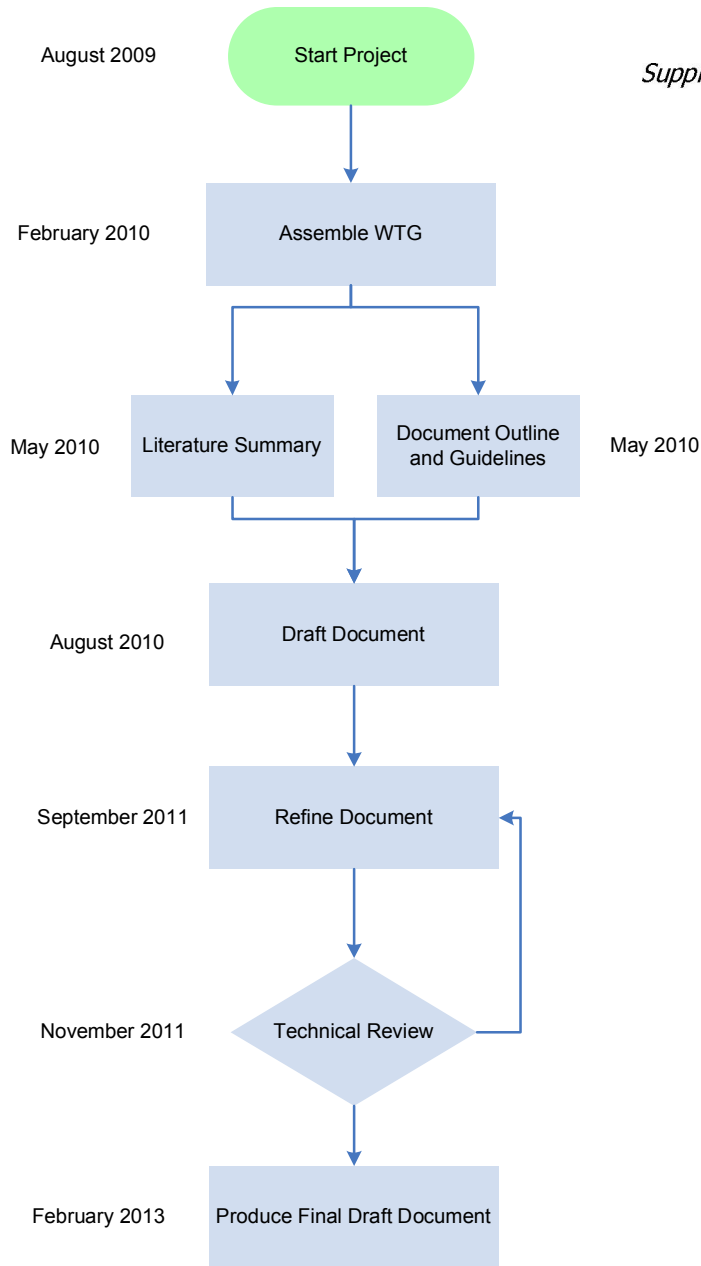 August 2009
Start Project
February 2010
Assemble WTG
May 2010
Literature Summary
Document Outline
and Guidelines
May 2010
August 2010
Draft Document
September 2011
Refine Document
November 2011
Technical Review
February 2013
Produce Final Draft Document